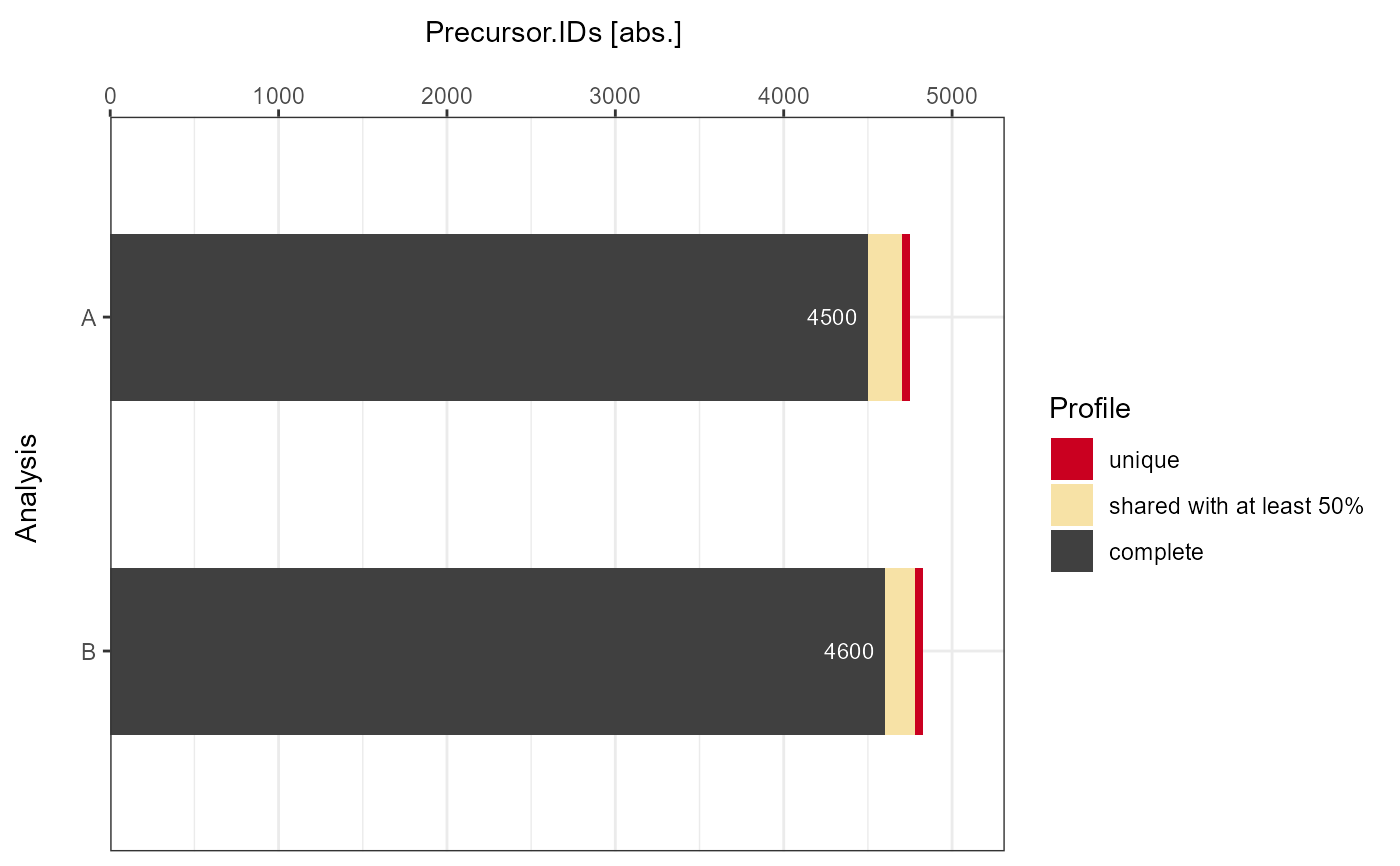 Precursor.IDs [abs.]
0 1000 2000 3000 4000 5000
A
4500
Analysis
B
4600
Profile
unique
shared with at least 50%
complete